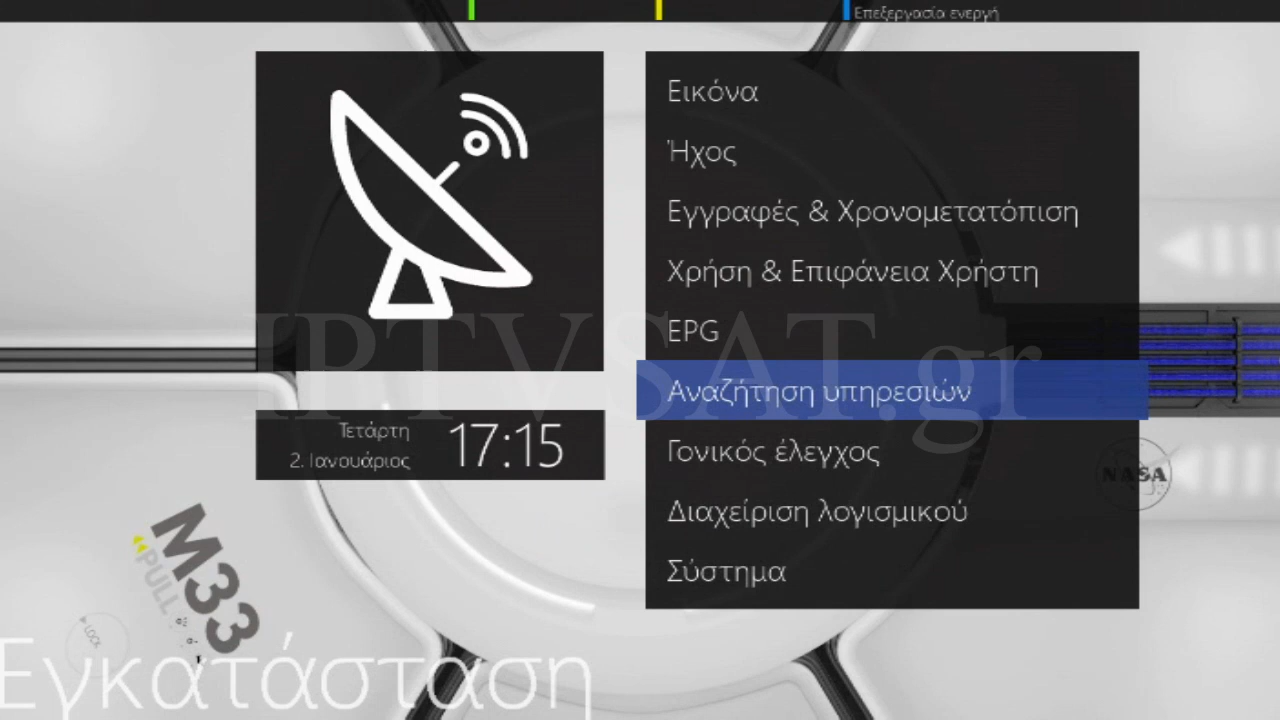 Επεξεργασία ενεργή
Εικόνα
Ήχος
Εγγραφές & Χρονομετατόπιση
Χρήση & Επιφάνεια Χρήστη
EPG
Αναζήτηση υπηρεσιών
Γονικός έλεγχος
Διαχείριση λογισμικού
Σύστημα
Τετάρτη
2. Ιανουάριος
17:15
IPTVSAT.gr
NASA
M33
PULL
LOCK
Εγκατάσταση